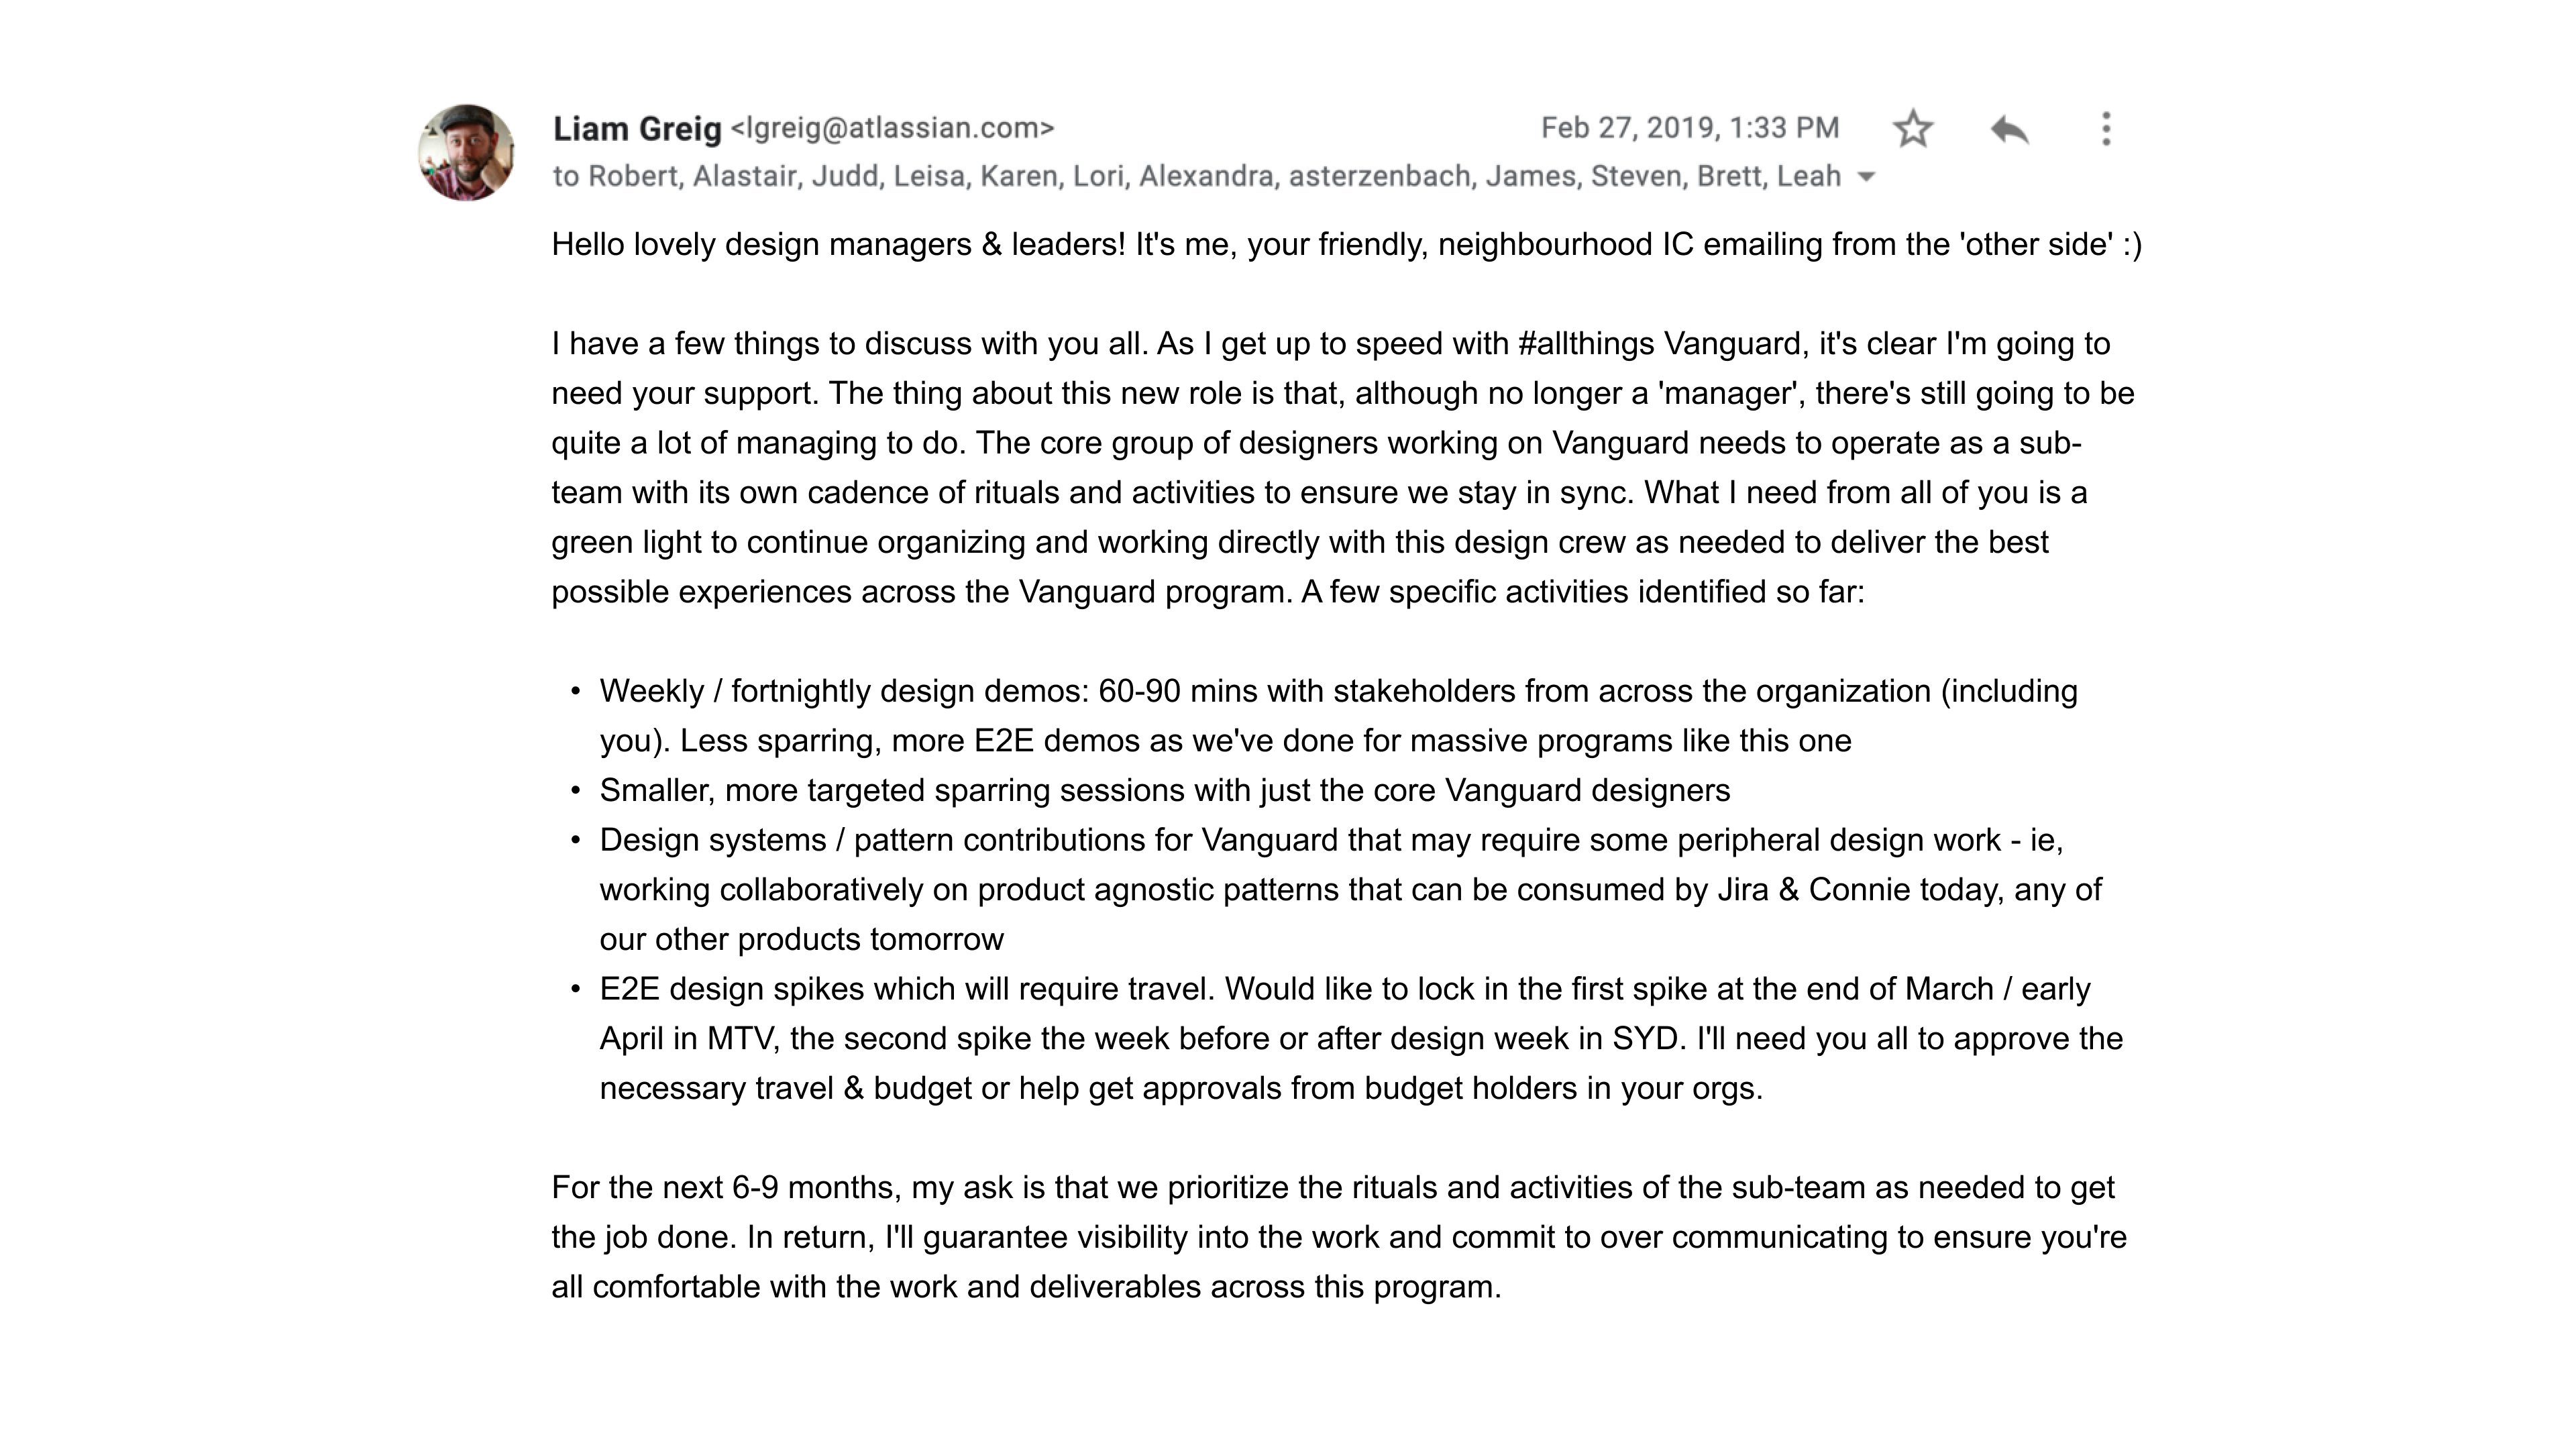 Liam Greig <lgreig@atlassian.com> Feb 27, 2019, 1:33 PM
to Robert, Alastair, Judd, Leisa, Karen, Lori, Alexandra, asterzenbach, James, Steven, Brett, Leah
Hello lovely design managers & leaders! It's me, your friendly, neighbourhood IC emailing from the 'other side' :)
I have a few things to discuss with you all. As I get up to speed with #allthings Vanguard, it's clear I'm going to
need your support. The thing about this new role is that, although no longer a 'manager', there's still going to be
quite a lot of managing to do. The core group of designers working on Vanguard needs to operate as a sub-
team with its own cadence of rituals and activities to ensure we stay in sync. What I need from all of you is a
green light to continue organizing and working directly with this design crew as needed to deliver the best
possible experiences across the Vanguard program. A few specific activities identified so far:
• Weekly / fortnightly design demos: 60-90 mins with stakeholders from across the organization (including
you). Less sparring, more E2E demos as we've done for massive programs like this one
• Smaller, more targeted sparring sessions with just the core Vanguard designers
• Design systems / pattern contributions for Vanguard that may require some peripheral design work - ie,
working collaboratively on product agnostic patterns that can be consumed by Jira & Connie today, any of
our other products tomorrow
• E2E design spikes which will require travel. Would like to lock in the first spike at the end of March / early
April in MTV, the second spike the week before or after design week in SYD. I'll need you all to approve the
necessary travel & budget or help get approvals from budget holders in your orgs.
For the next 6-9 months, my ask is that we prioritize the rituals and activities of the sub-team as needed to get
the job done. In return, I'll guarantee visibility into the work and commit to over communicating to ensure you're
all comfortable with the work and deliverables across this program.